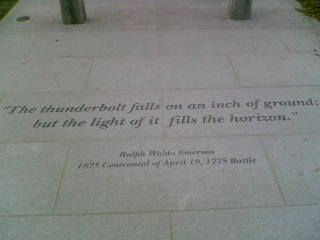 "The thunderbolt falls on an inch of ground;
but the light of it fills the horizon."
Ralph Waldo Emerson
1875 Centennial of April 19, 1775 Battle